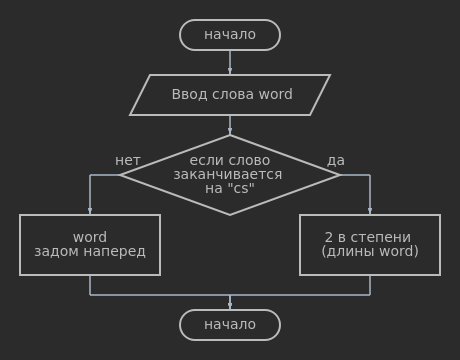 начало
Ввод слова word
нет
если слово
да
заканчивается
на "cs"
word
задом наперед
2 в степени
(длины word)
начало